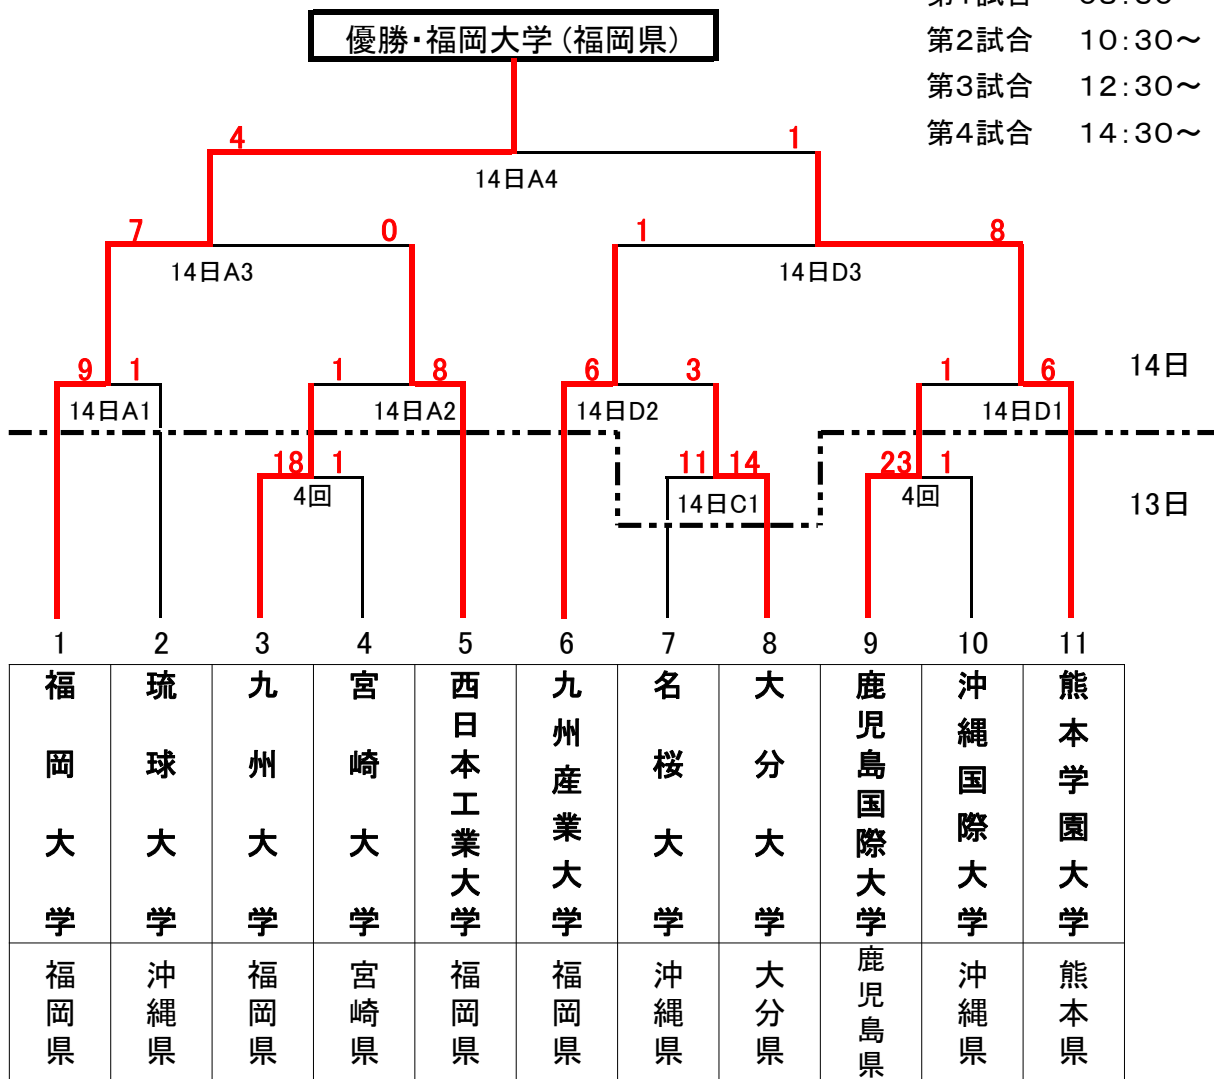 優勝・福岡大学(福岡県)
第2試合 10:30～
第3試合 12:30～
第4試合 14:30～
4 1
14日A4
7 0 1 8
14日A3 14日D3
9 1 1 8 6 3 1 6
14日
14日A1 14日A2 14日D2 14日D1
18 1 11 14 23 1
4回 14日C1 4回
13日
1 2 3 4 5 6 7 8 9 10 11
福岡大学
琉球大学
九州大学
宮崎大学
西日本工業大学
九州産業大学
名桜大学
大分大学
鹿児島国際大学
沖縄国際大学
熊本学園大学
福岡県
沖縄県
福岡県
宮崎県
福岡県
福岡県
沖縄県
大分県
鹿児島県
沖縄県
熊本県